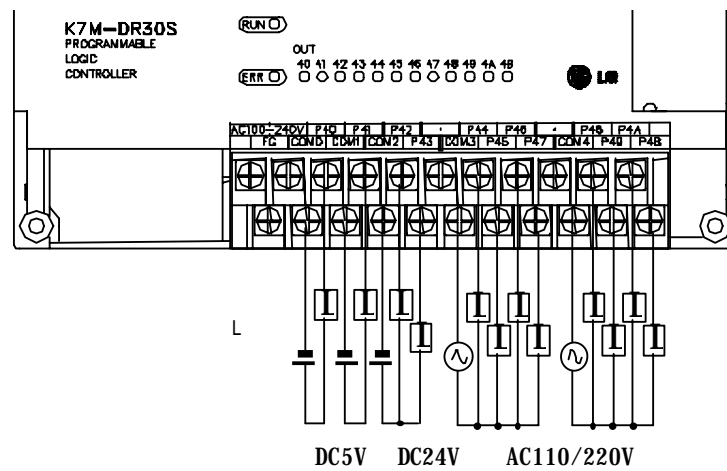 K7M-DR30S
PROGRAMMABLE
LOGIC
CONTROLLER
RUN
ERR
OUT
40 41 42 43 44 45 46 47 48 49 4A 4B
LG
AC100-240V P40 P41 P42 · P44 P46 · P48 P4A
FG COM0 COM1 COM2 P43 COM3 P45 P47 COM4 P49 P4B
L L L L L L L L L L L L
L
DC5V DC24V AC110/220V